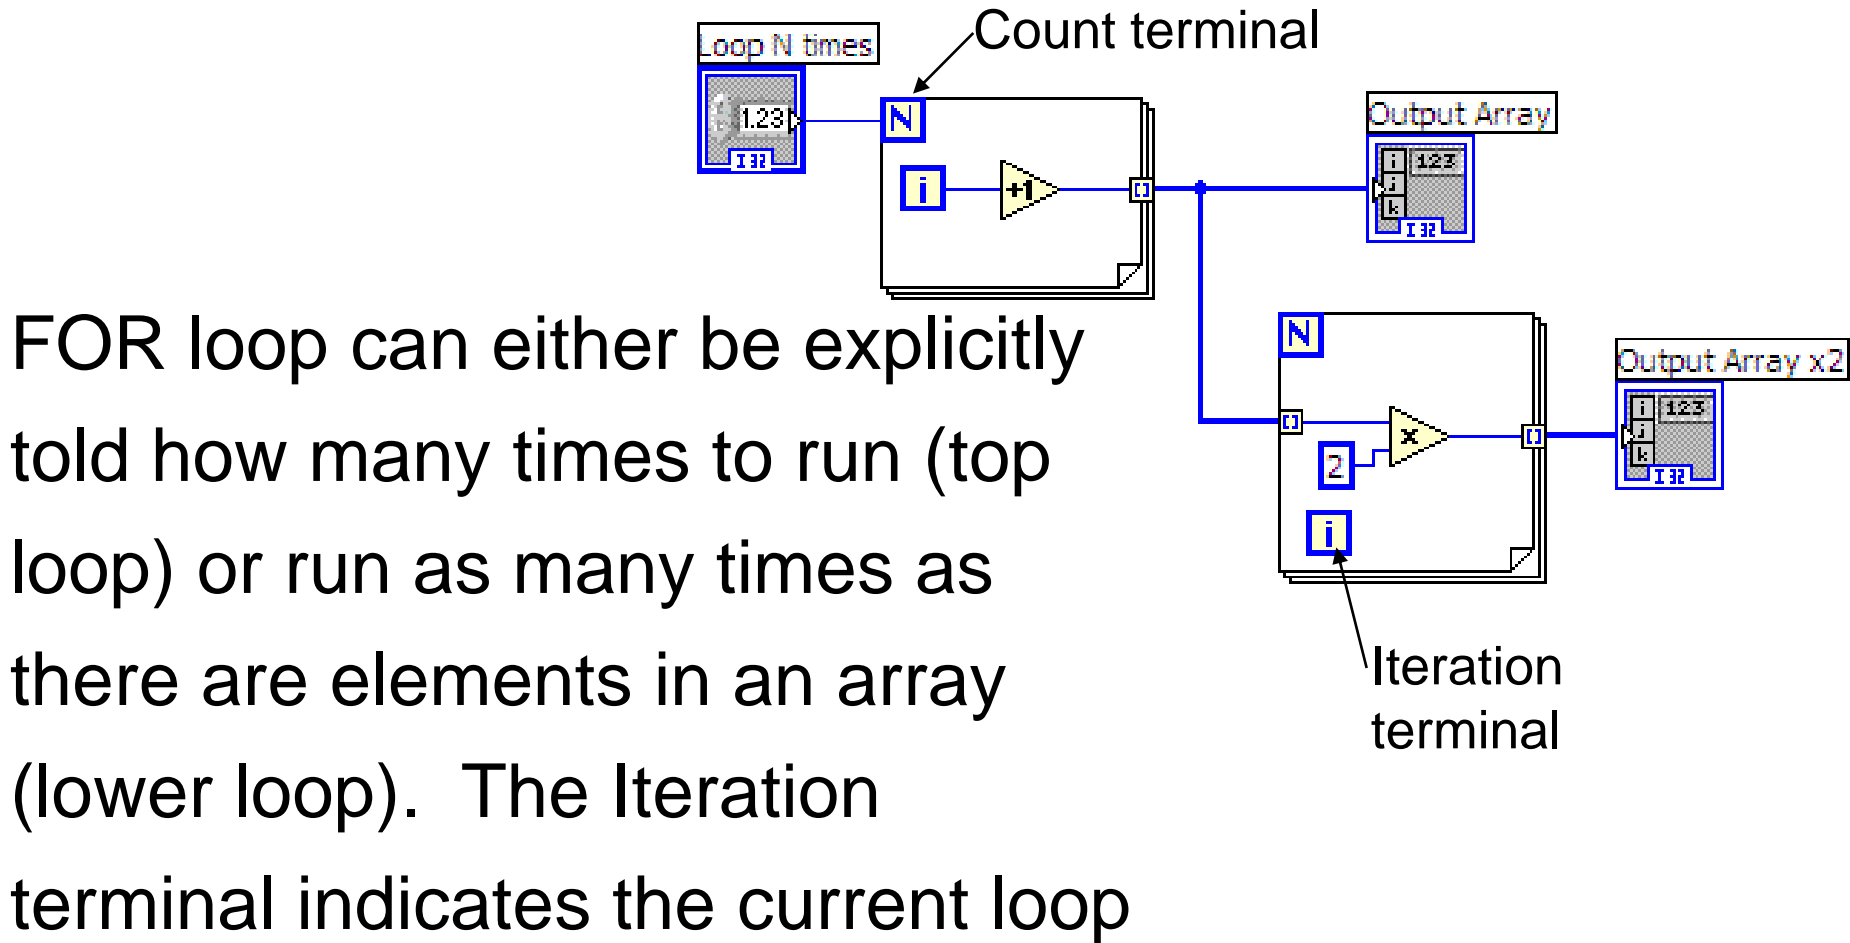 Count terminal
Loop N times
1.23
I32
N
i
+1
[]
Output Array
i
123
j
k
I32
FOR loop can either be explicitly
told how many times to run (top
loop) or run as many times as
there are elements in an array
(lower loop).  The Iteration
terminal indicates the current loop
N
[]
x
[]
2
i
Output Array x2
i
123
j
k
I32
Iteration
terminal